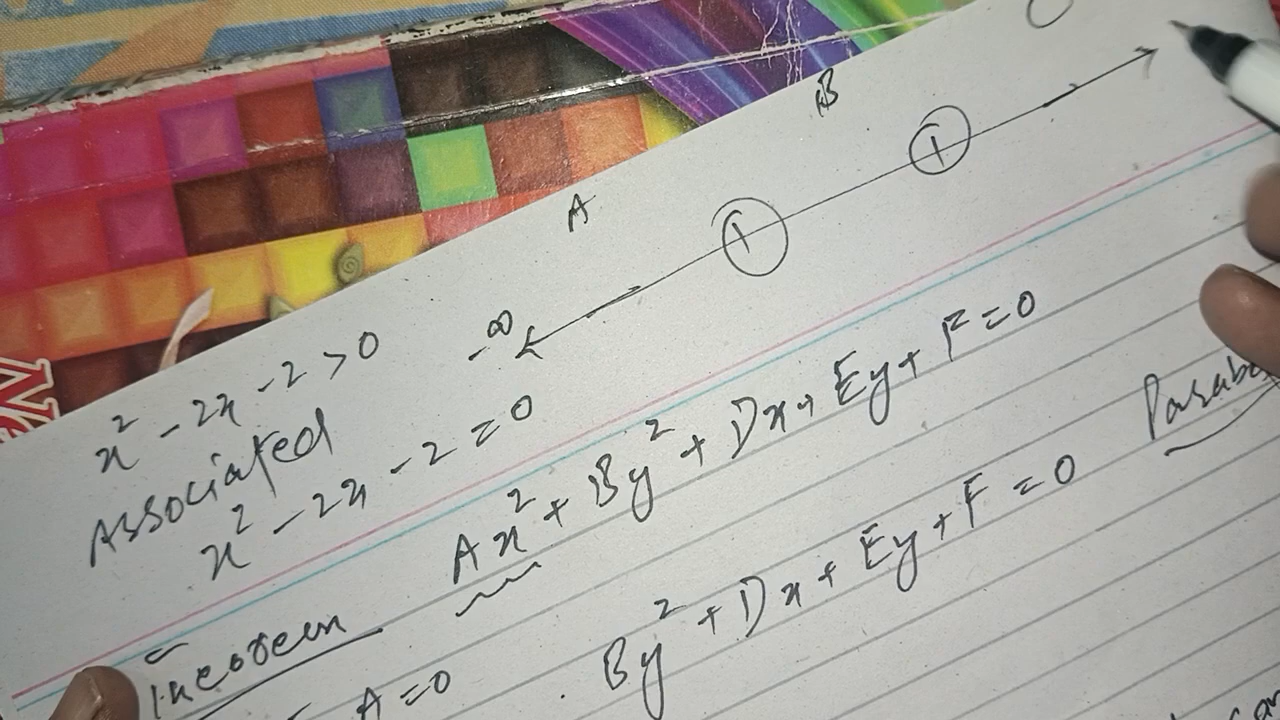 C
B
A
-∞
x² - 2x - 2 > 0
Associated
x² - 2x - 2 = 0
Ax² + By² + Dx + Ey + F = 0
Theorem
A = 0
By² + Dx + Ey + F = 0